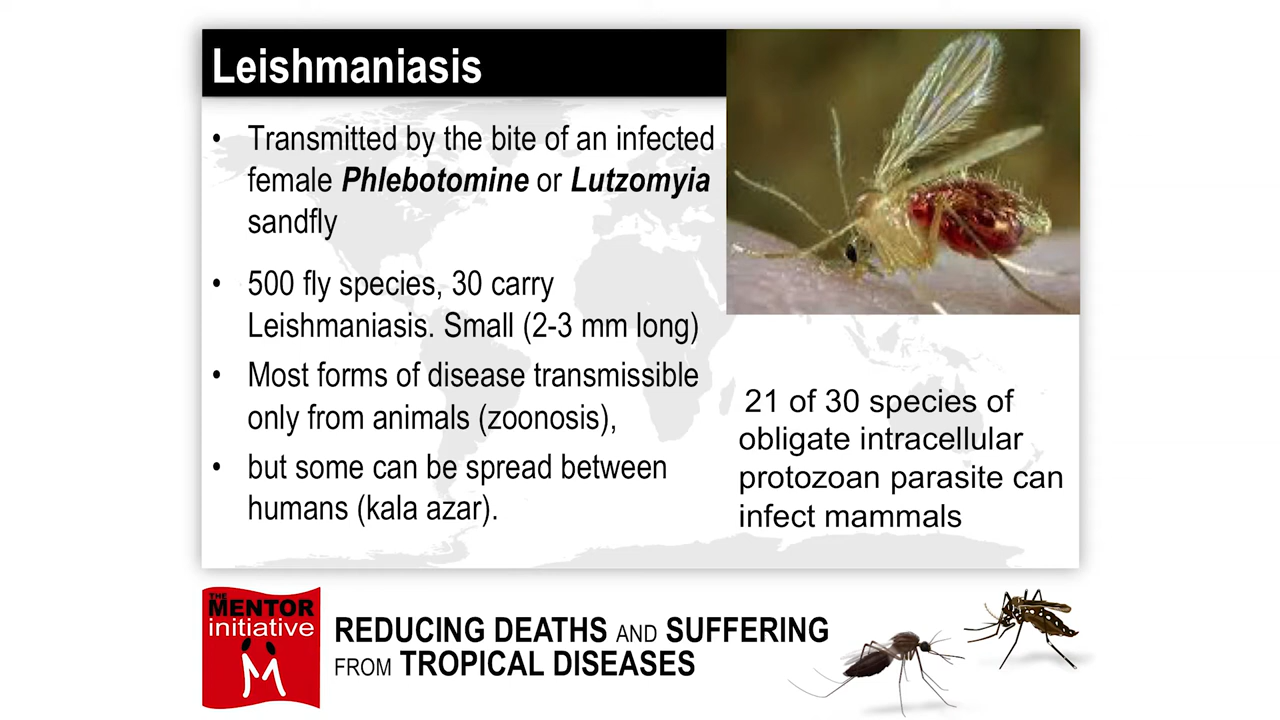 Leishmaniasis
• Transmitted by the bite of an infected
female Phlebotomine or Lutzomyia
sandfly
• 500 fly species, 30 carry
Leishmaniasis. Small (2-3 mm long)
• Most forms of disease transmissible
only from animals (zoonosis),
• but some can be spread between
humans (kala azar).
21 of 30 species of
obligate intracellular
protozoan parasite can
infect mammals
THE
MENTOR
initiative
REDUCING DEATHS AND SUFFERING
FROM TROPICAL DISEASES